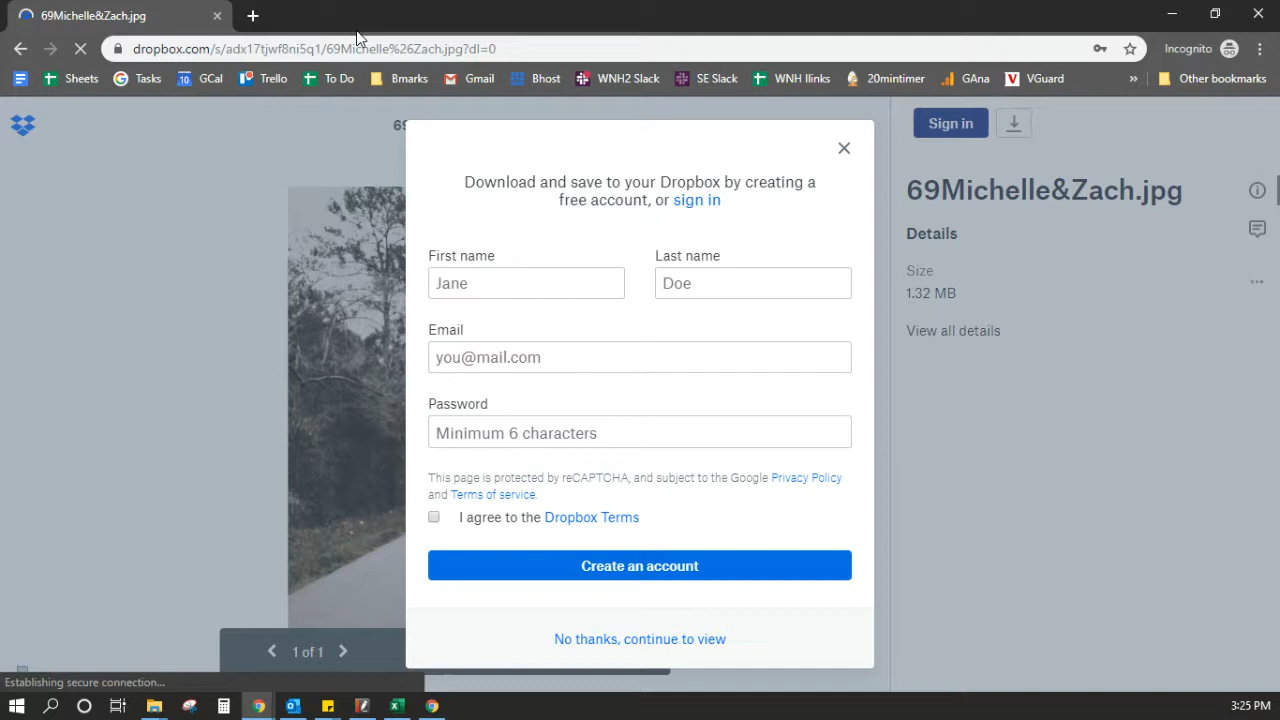 69Michelle&Zach.jpg
dropbox.com/s/adx17tjwf8ni5q1/69Michelle%26Zach.jpg?dl=0
Incognito
Sheets Tasks GCal Trello To Do Bmarks Gmail Bhost WNH2 Slack SE Slack WNH Ilinks 20mintimer GAna VGuard » Other bookmarks
69
Sign in
Download and save to your Dropbox by creating a
free account, or sign in
69Michelle&Zach.jpg
Details
Size
1.32 MB
View all details
First name Last name
Jane Doe
Email
you@mail.com
Password
Minimum 6 characters
This page is protected by reCAPTCHA, and subject to the Google Privacy Policy
and Terms of service.
I agree to the Dropbox Terms
Create an account
No thanks, continue to view
1 of 1
Establishing secure connection...
3:25 PM